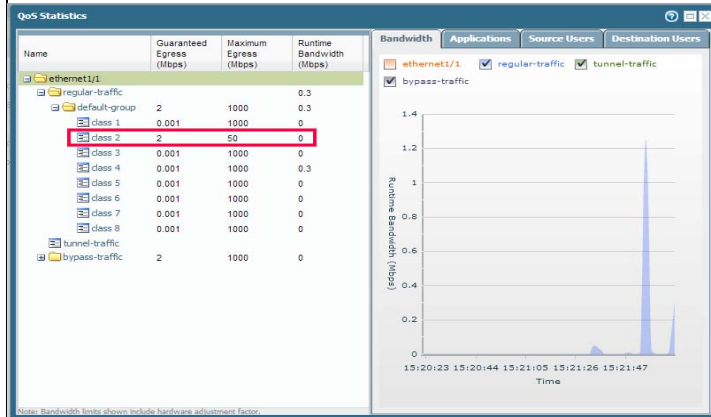 QoS Statistics
Name Guaranteed Egress (Mbps) Maximum Egress (Mbps) Runtime Bandwidth (Mbps)
ethernet1/1
regular-traffic 0.3
default-group 2 1000 0.3
class 1 0.001 1000 0
class 2 2 50 0
class 3 0.001 1000 0
class 4 0.001 1000 0.3
class 5 0.001 1000 0
class 6 0.001 1000 0
class 7 0.001 1000 0
class 8 0.001 1000 0
tunnel-traffic
bypass-traffic 2 1000 0
Note: Bandwidth limits shown include hardware adjustment factor.
Bandwidth Applications Source Users Destination Users
ethernet1/1 regular-traffic tunnel-traffic
bypass-traffic
Runtime Bandwidth (Mbps)
1.4
1.2
1
0.8
0.6
0.4
0.2
0
15:20:23 15:20:44 15:21:05 15:21:26 15:21:47
Time